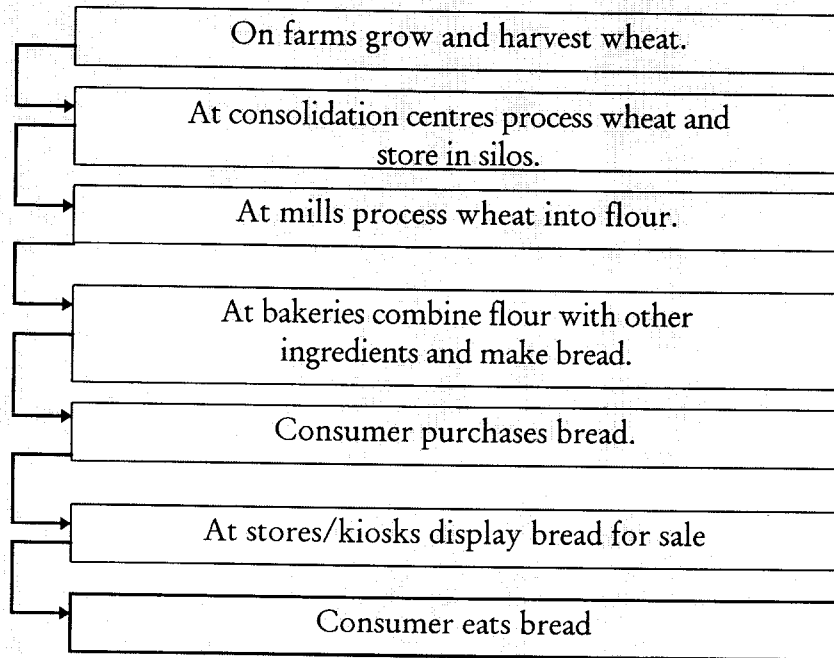 On farms grow and harvest wheat.
At consolidation centres process wheat and
store in silos.
At mills process wheat into flour.
At bakeries combine flour with other
ingredients and make bread.
Consumer purchases bread.
At stores/kiosks display bread for sale
Consumer eats bread